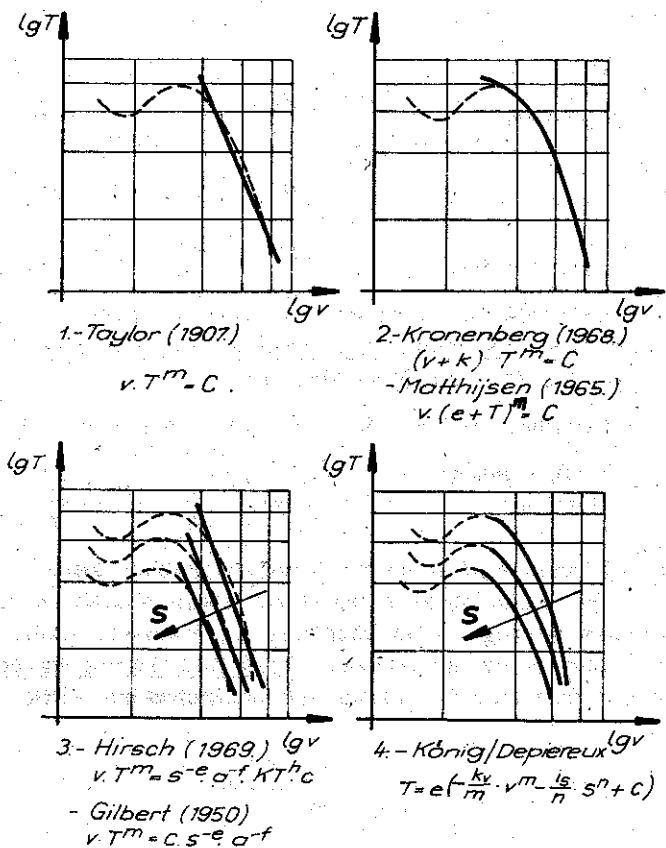 lgT
lgT
lgv
lgv
1.-Taylor (1907.)
v.T^m = C.
2.-Kronenberg (1968.)
(v+k) T^m = C
-Matthijsen (1965.)
v.(e+T)^m = C
lgT
lgT
S
S
lgv
lgv
3.- Hirsch (1969.)
v.T^m = s^-e. a^-f. KT^h. c
- Gilbert (1950)
v.T^m = C. s^-e. a^-f
4.- König/Depiereux
T = e(-kv/m · v^m - is/n · s^n + c)